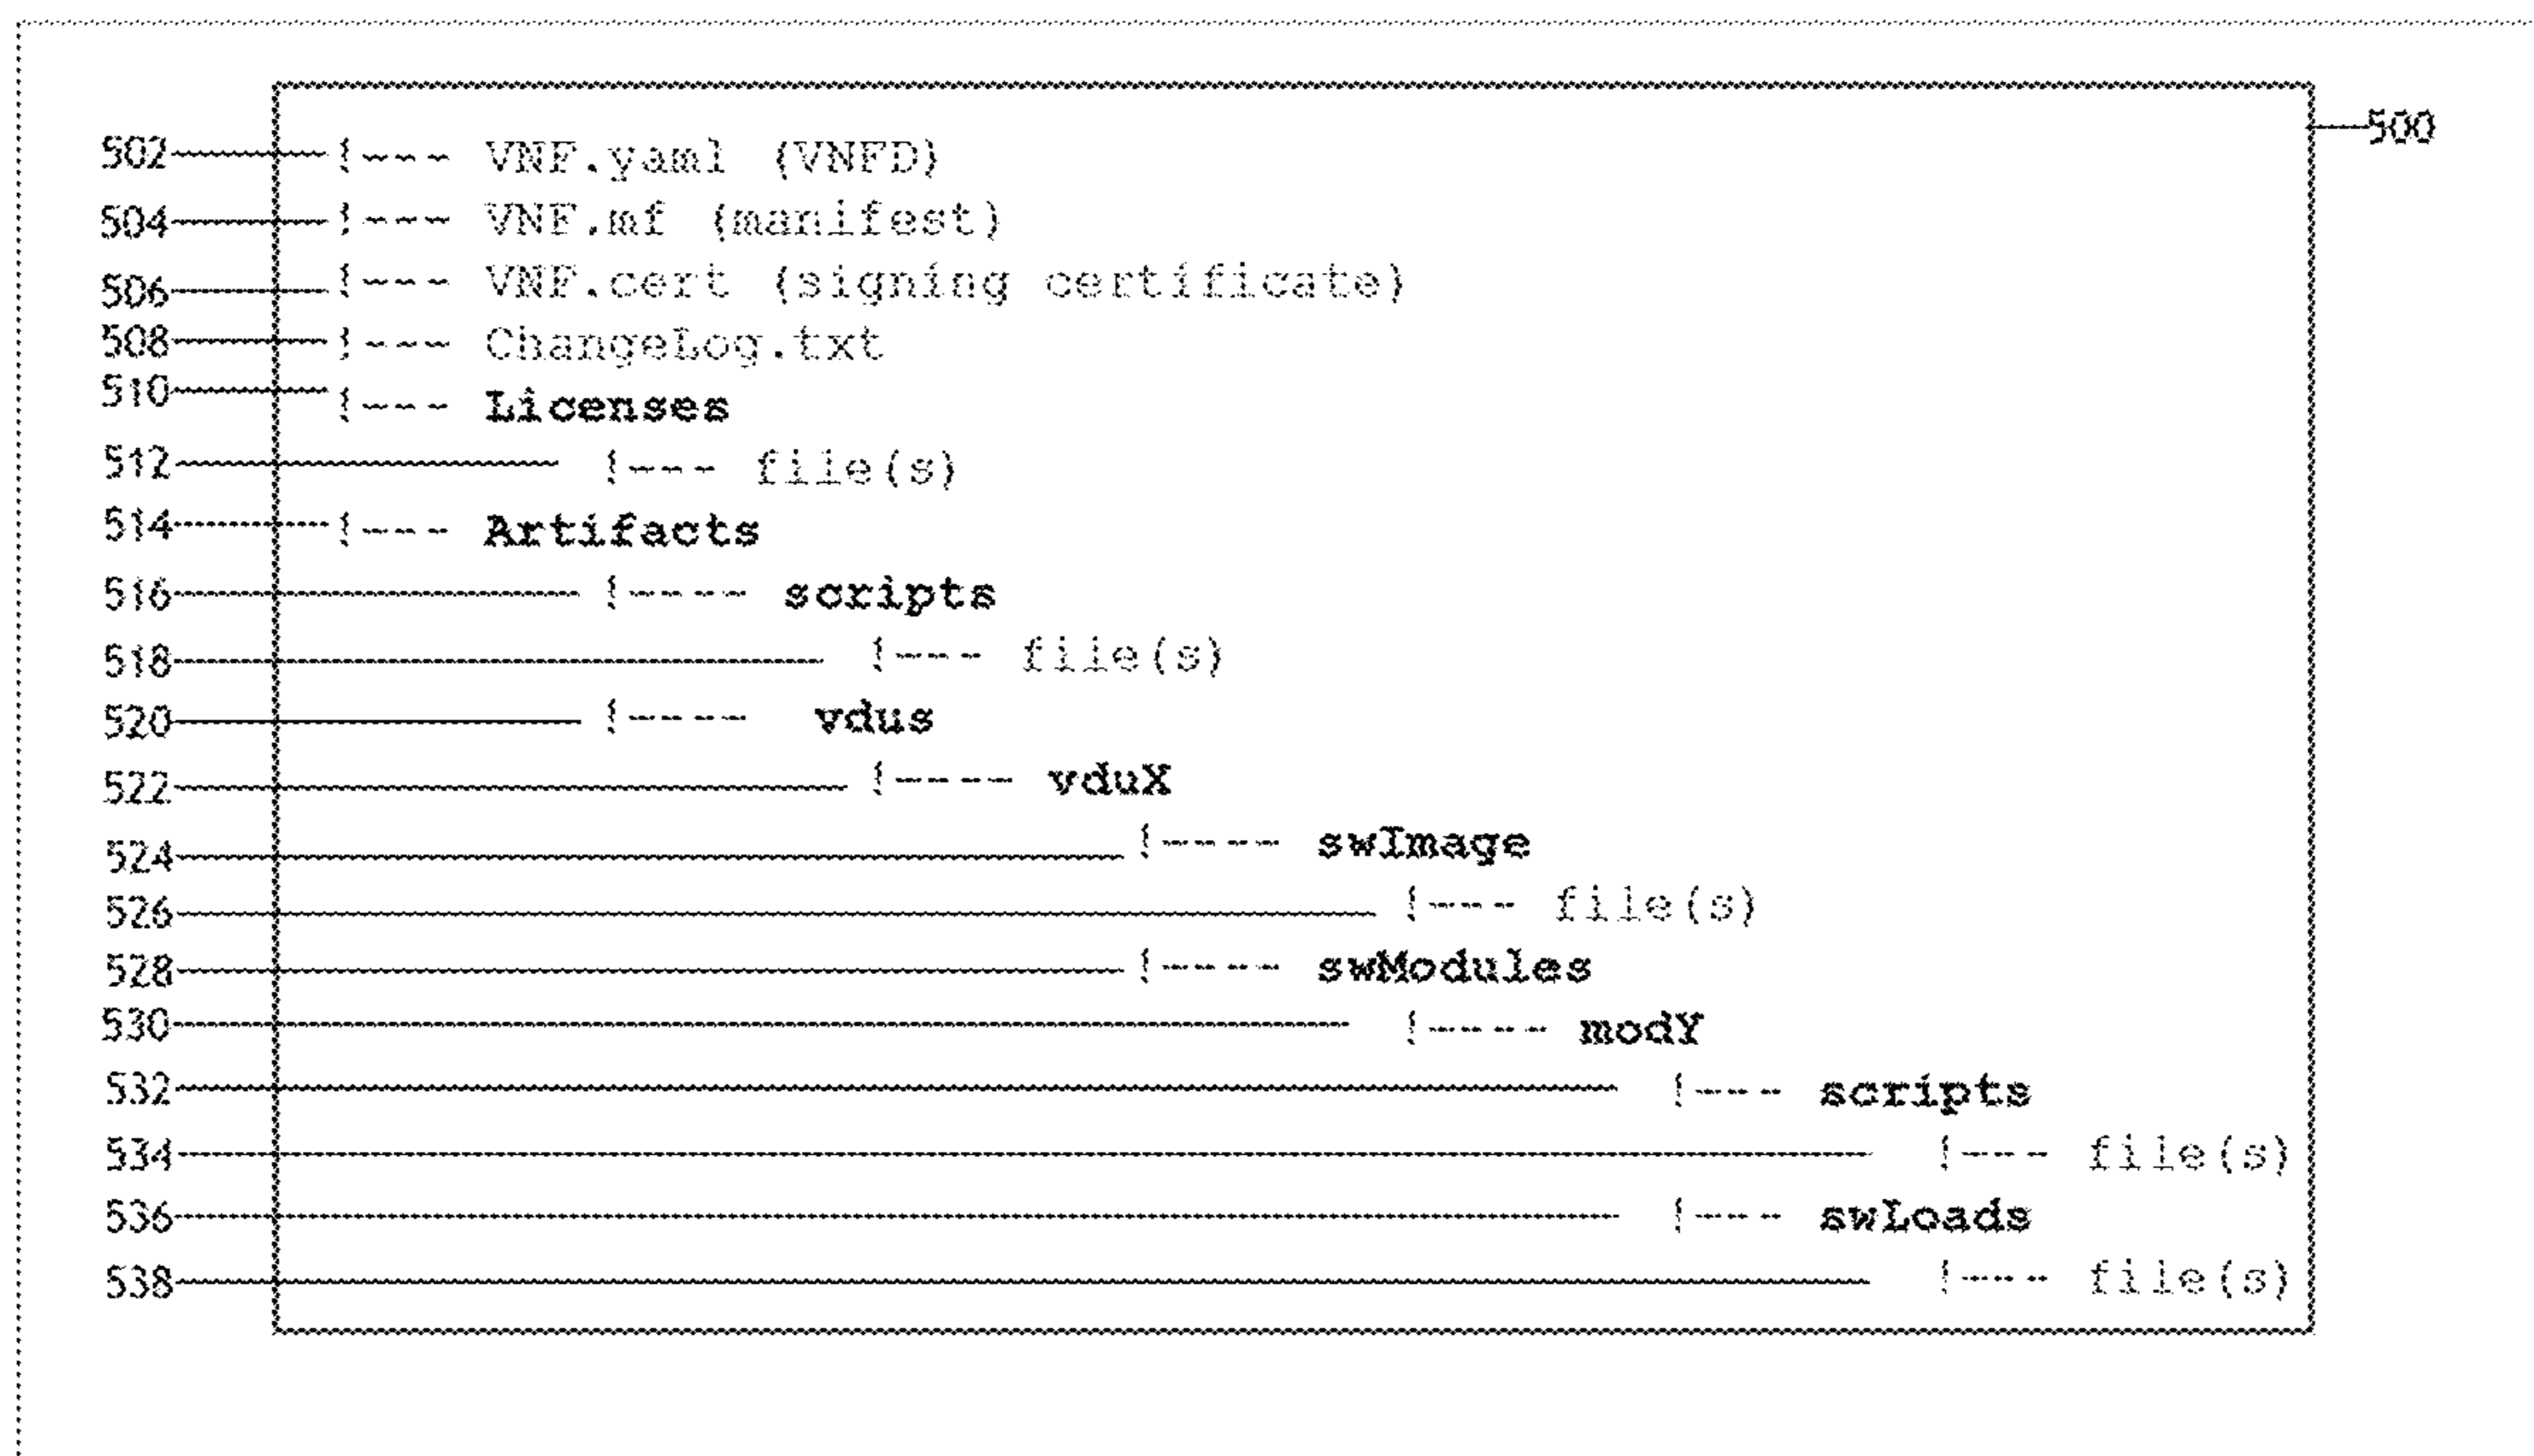 500
502 |--- VNF.yaml (VNFD)
504 |--- VNF.mf (manifest)
506 |--- VNF.cert (signing certificate)
508 |--- ChangeLog.txt
510 |--- Licenses
512 |--- file(s)
514 |--- Artifacts
516 |---- scripts
518 |--- file(s)
520 |---- vdus
522 |---- vduX
524 |---- swImage
526 |--- file(s)
528 |---- swModules
530 |---- modY
532 |--- scripts
534 |--- file(s)
536 |--- swLoads
538 |--- file(s)